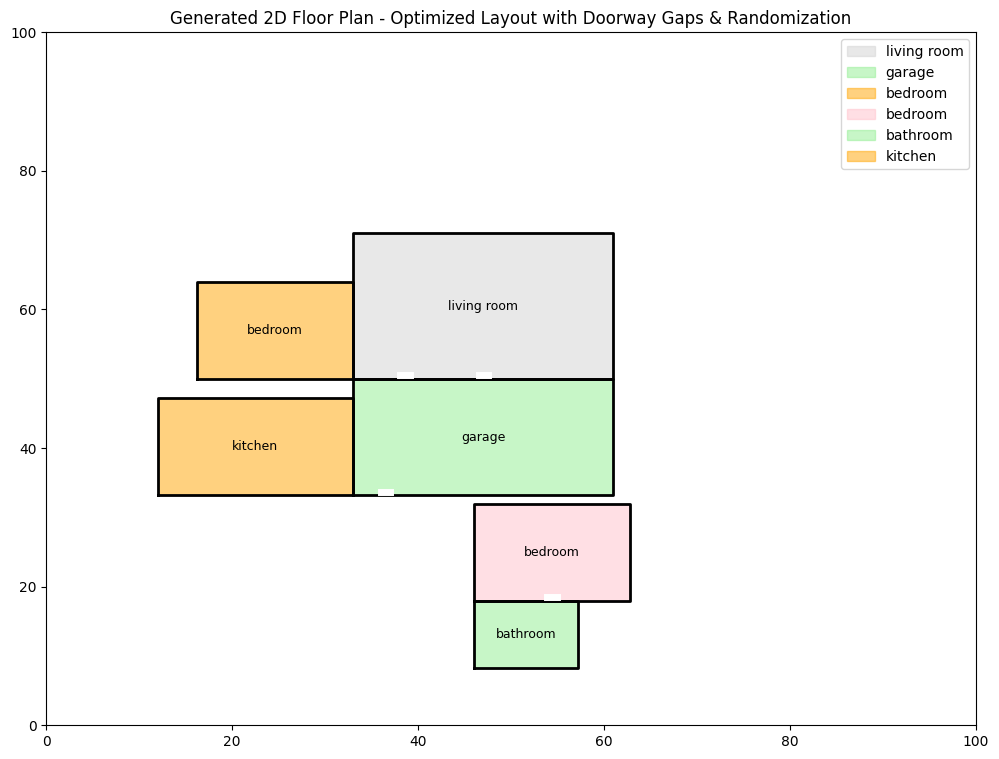 Generated 2D Floor Plan - Optimized Layout with Doorway Gaps & Randomization
100
80
60
40
20
0
0 20 40 60 80 100
living room
garage
bedroom
bedroom
bathroom
kitchen
living room
bedroom
garage
kitchen
bedroom
bathroom